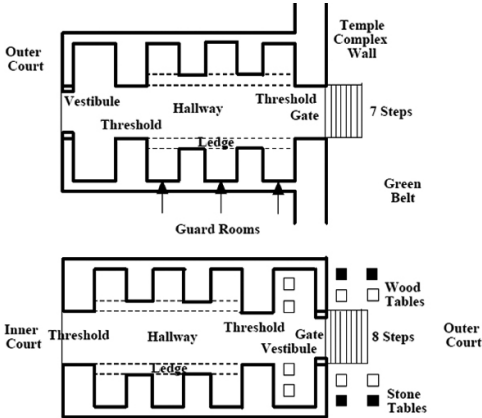 Temple
Complex
Wall
Outer
Court
Vestibule
Hallway
Threshold
Gate
7 Steps
Threshold
Ledge
Green
Belt
Guard Rooms
Wood
Tables
Inner
Court
Threshold
Hallway
Threshold
Gate
Vestibule
8 Steps
Outer
Court
Ledge
Stone
Tables